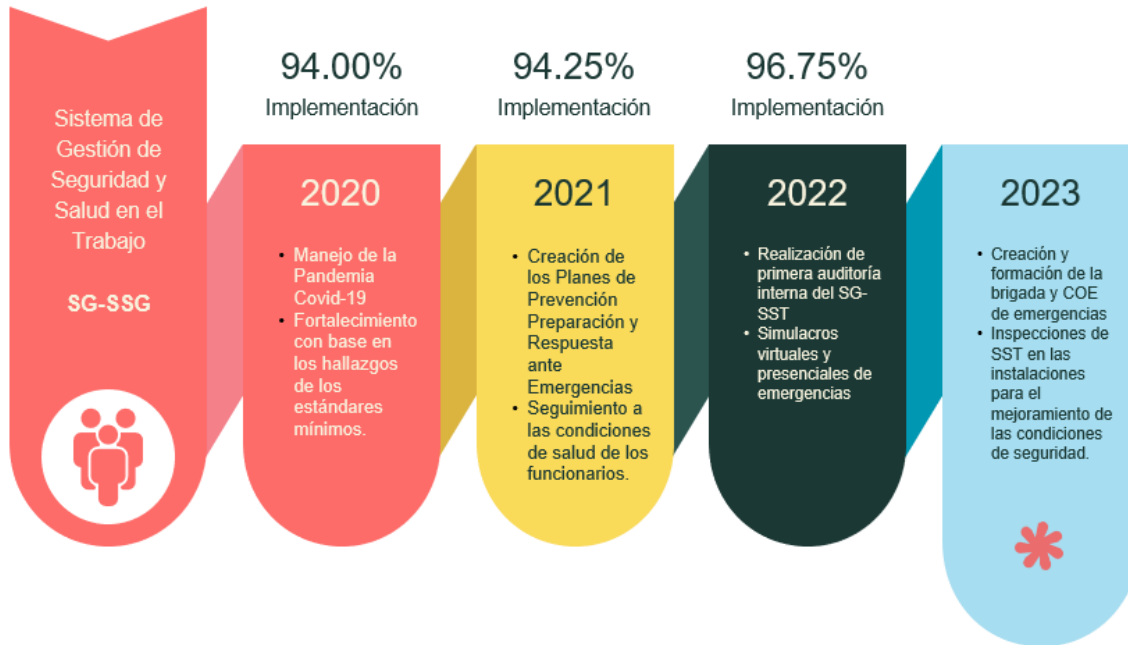 Sistema de
Gestión de
Seguridad y
Salud en el
Trabajo
SG-SSG
94.00%
Implementación
2020
• Manejo de la
Pandemia
Covid-19
• Fortalecimiento
con base en
los hallazgos
de los
estándares
mínimos.
94.25%
Implementación
2021
• Creación de
los Planes de
Prevención
Preparación y
Respuesta
ante
Emergencias
• Seguimiento a
las condiciones
de salud de los
funcionarios.
96.75%
Implementación
2022
• Realización de
primera auditoría
interna del SG-
SST
• Simulacros
virtuales y
presenciales de
emergencias
2023
• Creación y
formación de la
brigada y COE
de emergencias
• Inspecciones de
SST en las
instalaciones
para el
mejoramiento de
las condiciones
de seguridad.